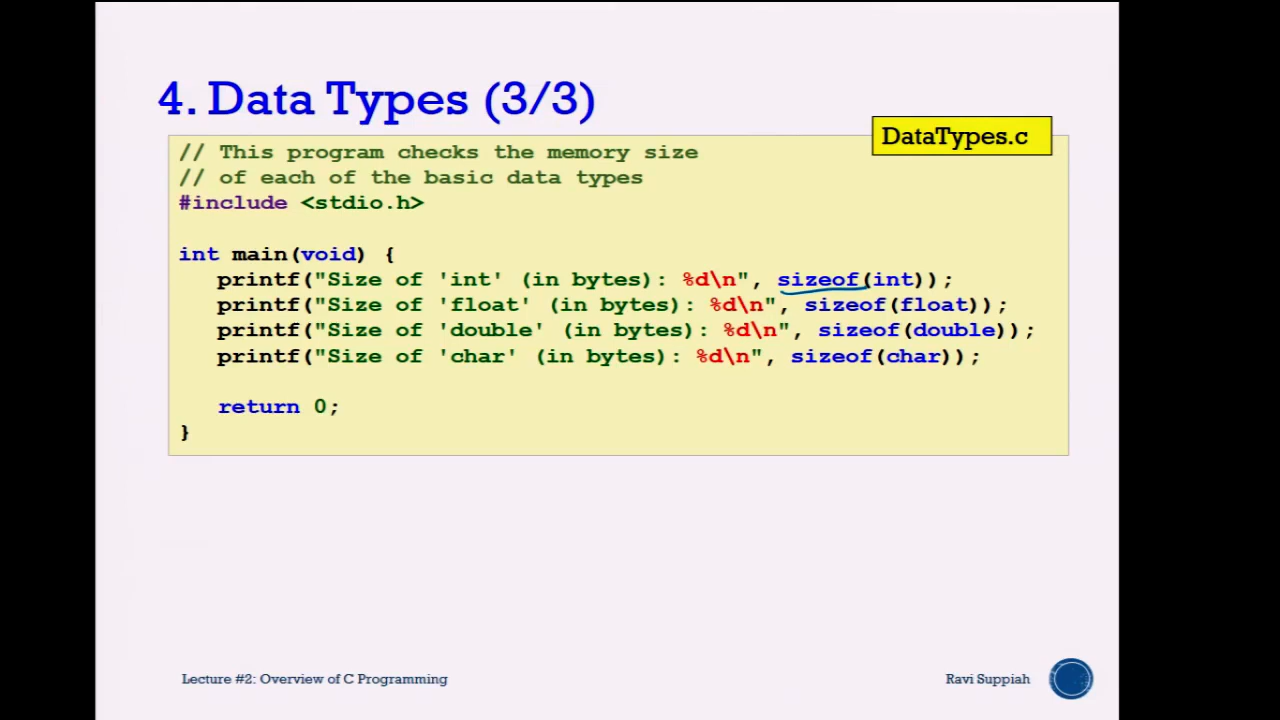 4. Data Types (3/3)
DataTypes.c
// This program checks the memory size
// of each of the basic data types
#include <stdio.h>
int main(void) {
printf("Size of 'int' (in bytes): %d\n", sizeof(int));
printf("Size of 'float' (in bytes): %d\n", sizeof(float));
printf("Size of 'double' (in bytes): %d\n", sizeof(double));
printf("Size of 'char' (in bytes): %d\n", sizeof(char));
return 0;
}
Lecture #2: Overview of C Programming
Ravi Suppiah